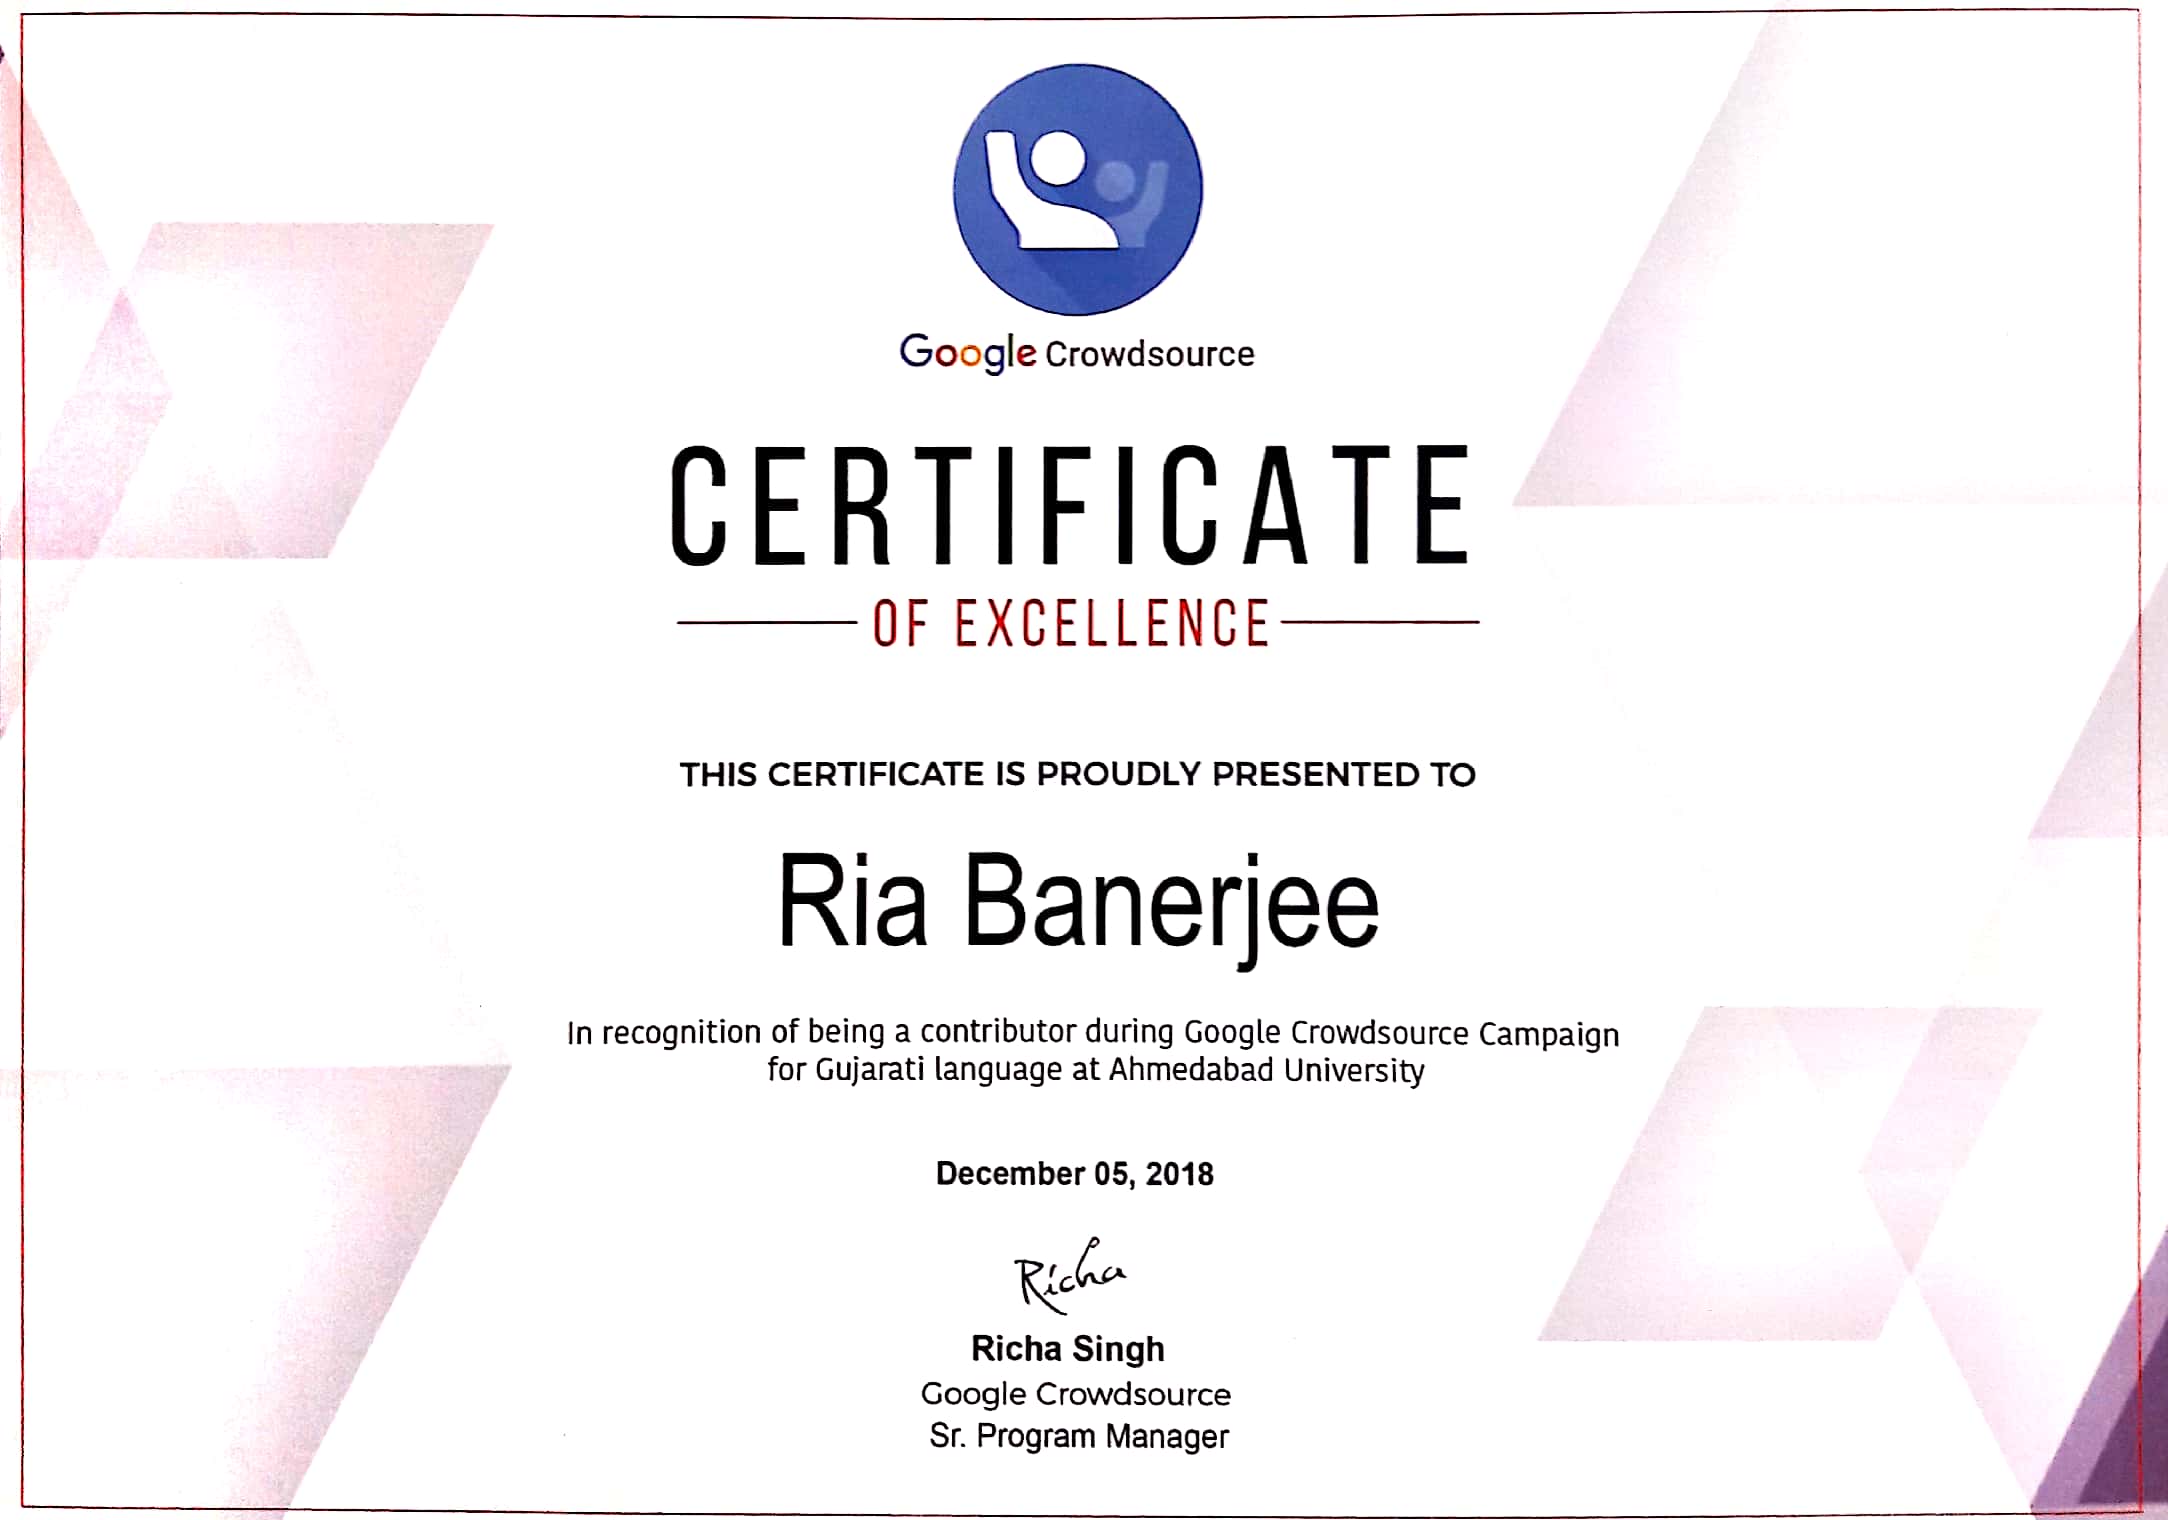 Google Crowdsource
CERTIFICATE
OF EXCELLENCE
THIS CERTIFICATE IS PROUDLY PRESENTED TO
Ria Banerjee
In recognition of being a contributor during Google Crowdsource Campaign
for Gujarati language at Ahmedabad University
December 05, 2018
Richa
Richa Singh
Google Crowdsource
Sr. Program Manager